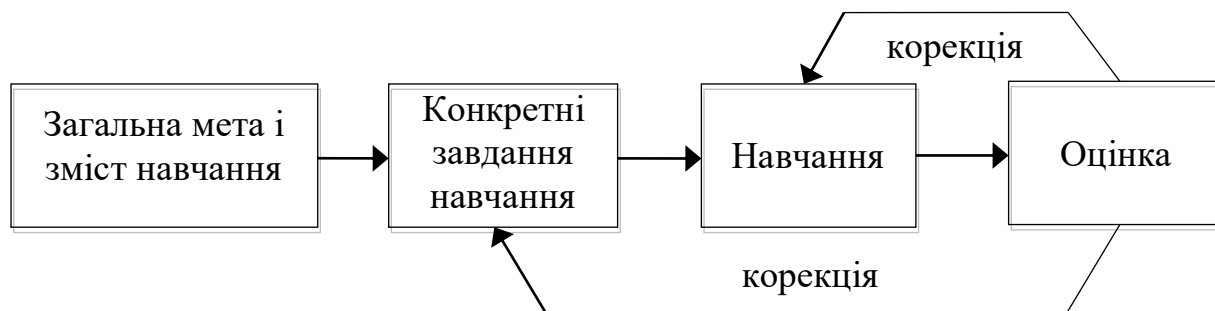 корекція
Загальна мета і
зміст навчання
Конкретні
завдання
навчання
Навчання
Оцінка
корекція